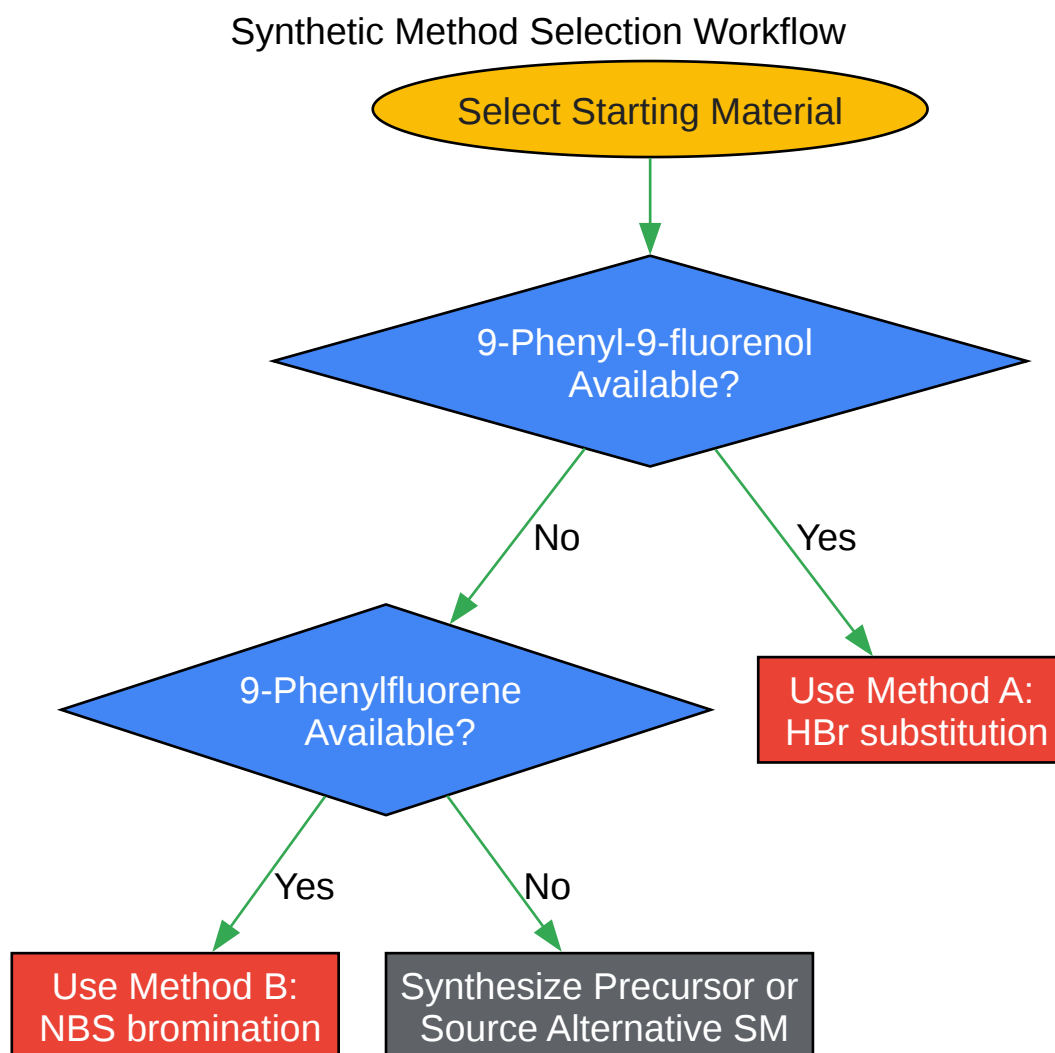 Synthetic Method Selection Workflow
Select Starting Material
9-Phenyl-9-fluorenol
Available?
No
Yes
9-Phenylfluorene
Available?
Use Method A:
HBr substitution
Yes
No
Use Method B:
NBS bromination
Synthesize Precursor or
Source Alternative SM